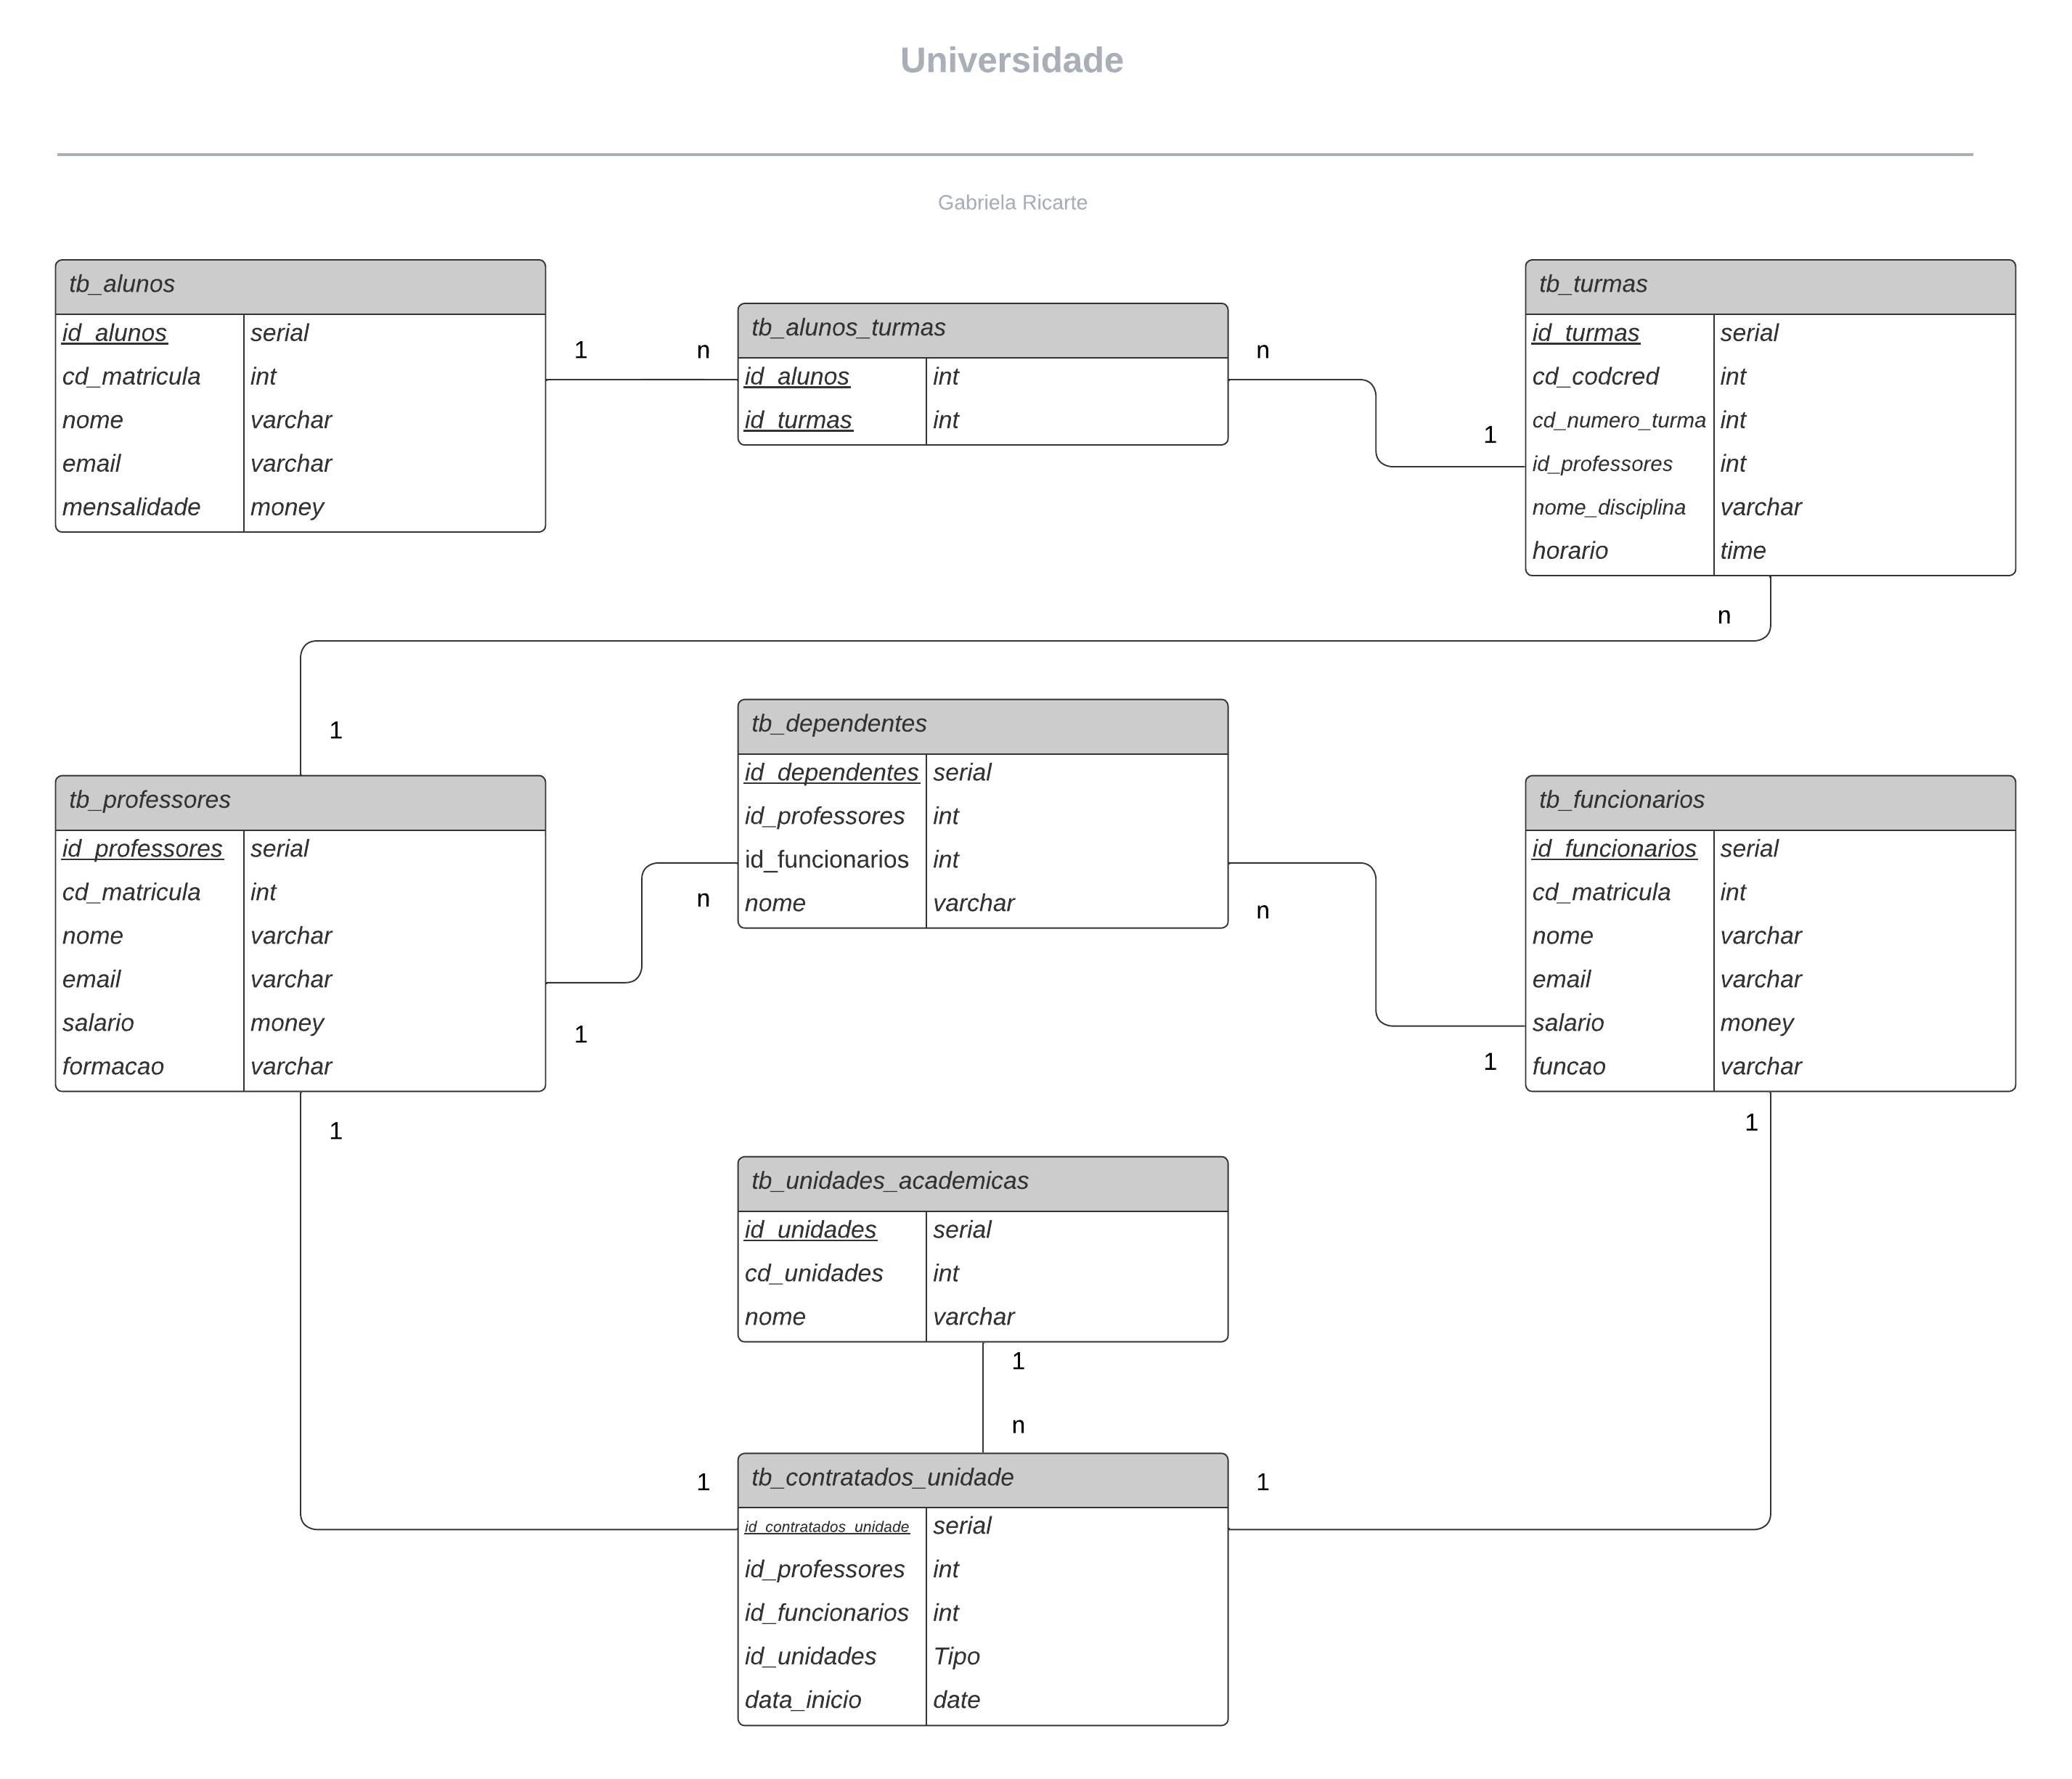 Universidade
Gabriela Ricarte
tb_alunos
id_alunos serial
cd_matricula int
nome varchar
email varchar
mensalidade money
1 n
tb_alunos_turmas
id_alunos int
id_turmas int
n
1
tb_turmas
id_turmas serial
cd_codcred int
cd_numero_turma int
id_professores int
nome_disciplina varchar
horario time
n
1
tb_professores
id_professores serial
cd_matricula int
nome varchar
email varchar
salario money
formacao varchar
n
1
tb_dependentes
id_dependentes serial
id_professores int
id_funcionarios int
nome varchar
n
1
tb_funcionarios
id_funcionarios serial
cd_matricula int
nome varchar
email varchar
salario money
funcao varchar
1
1
tb_unidades_academicas
id_unidades serial
cd_unidades int
nome varchar
1
n
1
1
tb_contratados_unidade
id_contratados_unidade serial
id_professores int
id_funcionarios int
id_unidades Tipo
data_inicio date